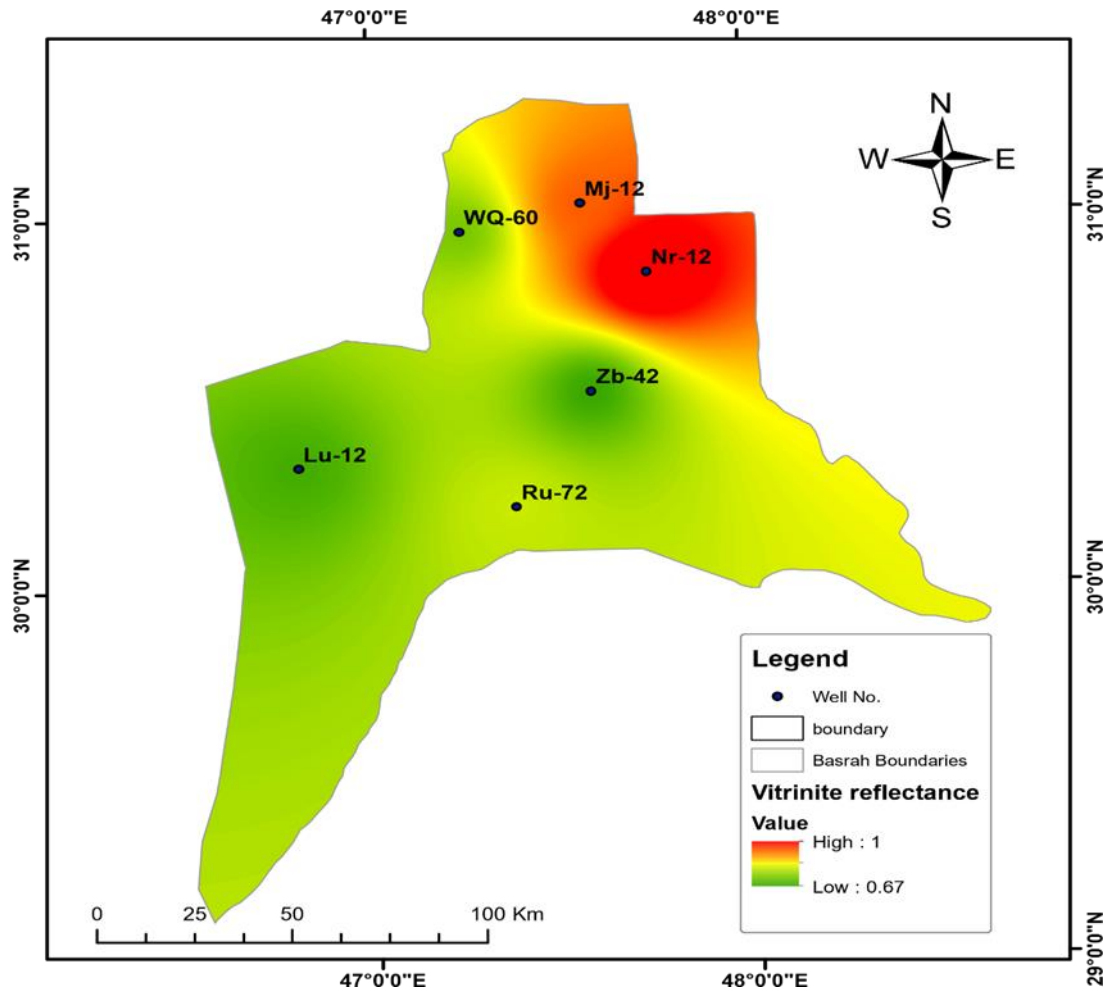 47°0'0"E 48°0'0"E
N
W E
S
31°0'0"N 31°0'0"N
Mj-12
WQ-60
Nr-12
Zb-42
Lu-12
Ru-72
30°0'0"N 30°0'0"N
Legend
Well No.
boundary
Basrah Boundaries
Vitrinite reflectance
Value
High : 1
Low : 0.67
0 25 50 100 Km
29°0'0"N
47°0'0"E 48°0'0"E